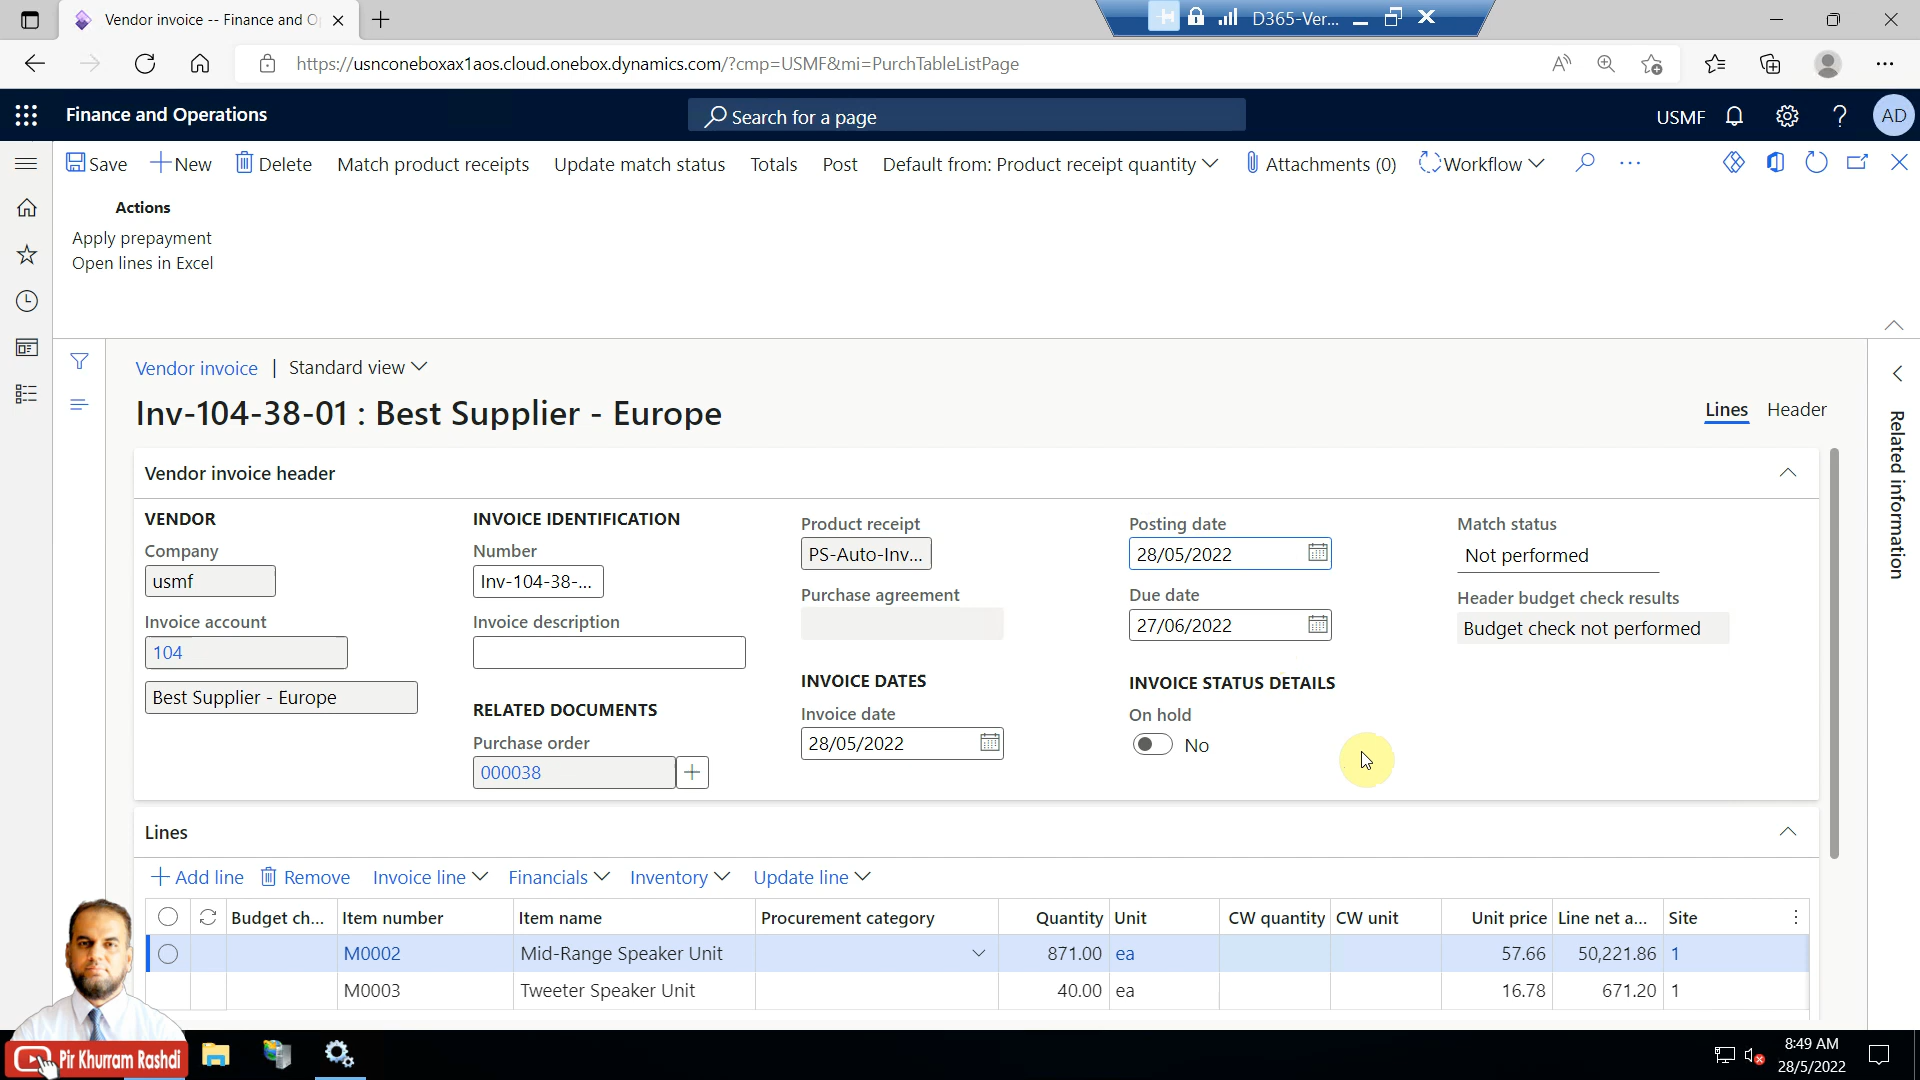 Vendor invoice -- Finance and O
D365-Ver...
https://usnconeboxax1aos.cloud.onebox.dynamics.com/?cmp=USMF&mi=PurchTableListPage
Finance and Operations
Search for a page
USMF
AD
Save
New
Delete
Match product receipts
Update match status
Totals
Post
Default from: Product receipt quantity
Attachments (0)
Workflow
Actions
Apply prepayment
Open lines in Excel
Vendor invoice | Standard view
Inv-104-38-01 : Best Supplier - Europe
Lines
Header
Related information
Vendor invoice header
VENDOR
Company
usmf
Invoice account
104
Best Supplier - Europe
INVOICE IDENTIFICATION
Number
Inv-104-38-...
Invoice description
RELATED DOCUMENTS
Purchase order
000038
Product receipt
PS-Auto-Inv...
Purchase agreement
INVOICE DATES
Invoice date
28/05/2022
Posting date
28/05/2022
Due date
27/06/2022
INVOICE STATUS DETAILS
On hold
No
Match status
Not performed
Header budget check results
Budget check not performed
Lines
Add line
Remove
Invoice line
Financials
Inventory
Update line
Budget ch... Item number Item name Procurement category Quantity Unit CW quantity CW unit Unit price Line net a... Site
M0002 Mid-Range Speaker Unit 871.00 ea 57.66 50,221.86 1
M0003 Tweeter Speaker Unit 40.00 ea 16.78 671.20 1
Pir Khurram Rashdi
8:49 AM
28/5/2022